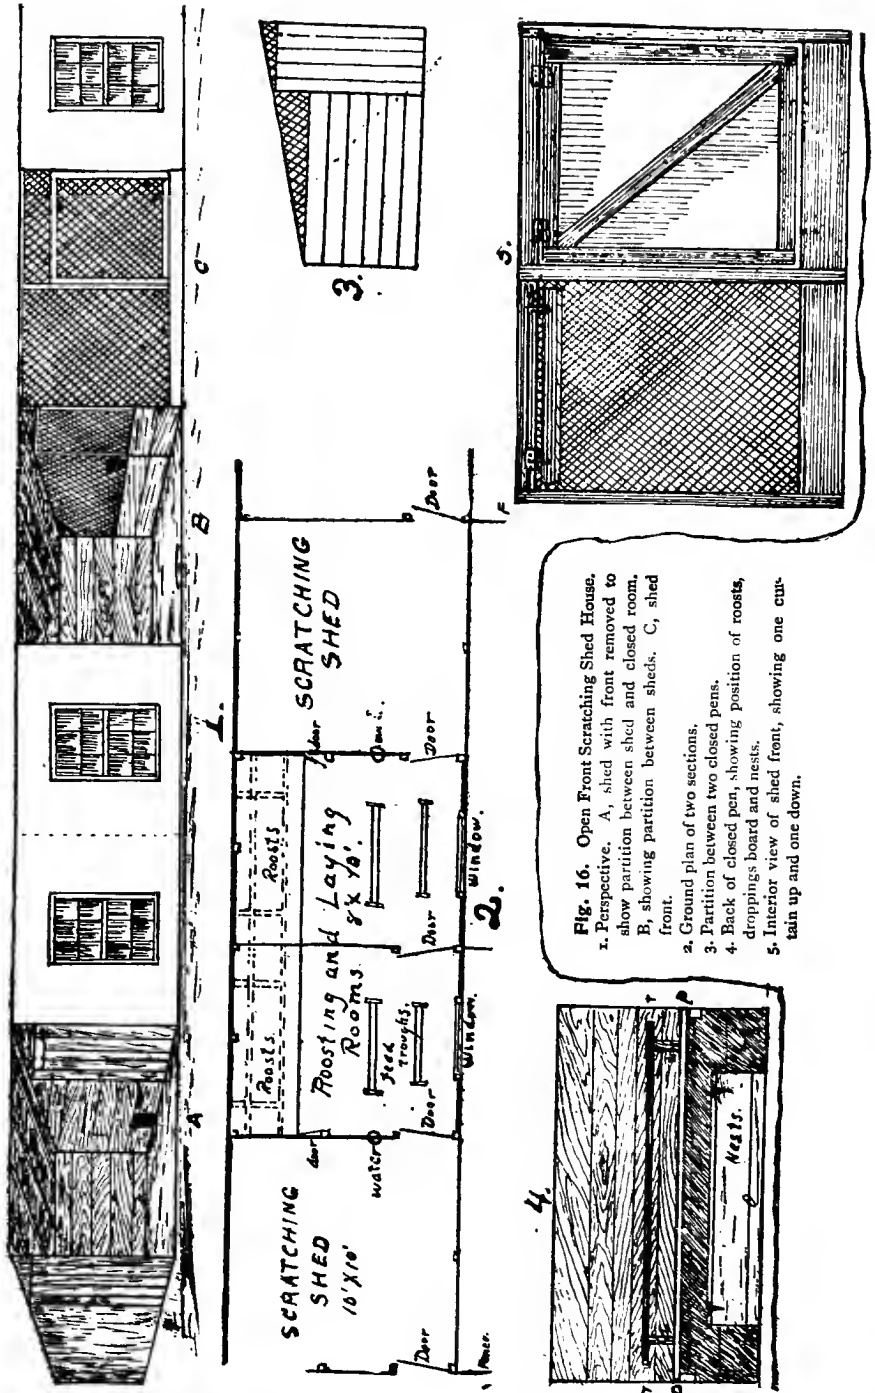 1.
A
B
C
2.
SCRATCHING
SHED
10'X10'
door
water
Door
Fence.
Roosts
Roosts
Roosting and Laying
Rooms. 8'x10'.
feed
troughs.
Door
Window.
Door
Window.
door
Door
SCRATCHING
SHED
Door
F
3.
4.
Nests.
T
P
5.
Fig. 16. Open Front Scratching Shed House.
1. Perspective. A, shed with front removed to
show partition between shed and closed room.
B, showing partition between sheds. C, shed
front.
2. Ground plan of two sections.
3. Partition between two closed pens.
4. Back of closed pen, showing position of roosts,
droppings board and nests.
5. Interior view of shed front, showing one cur-
tain up and one down.